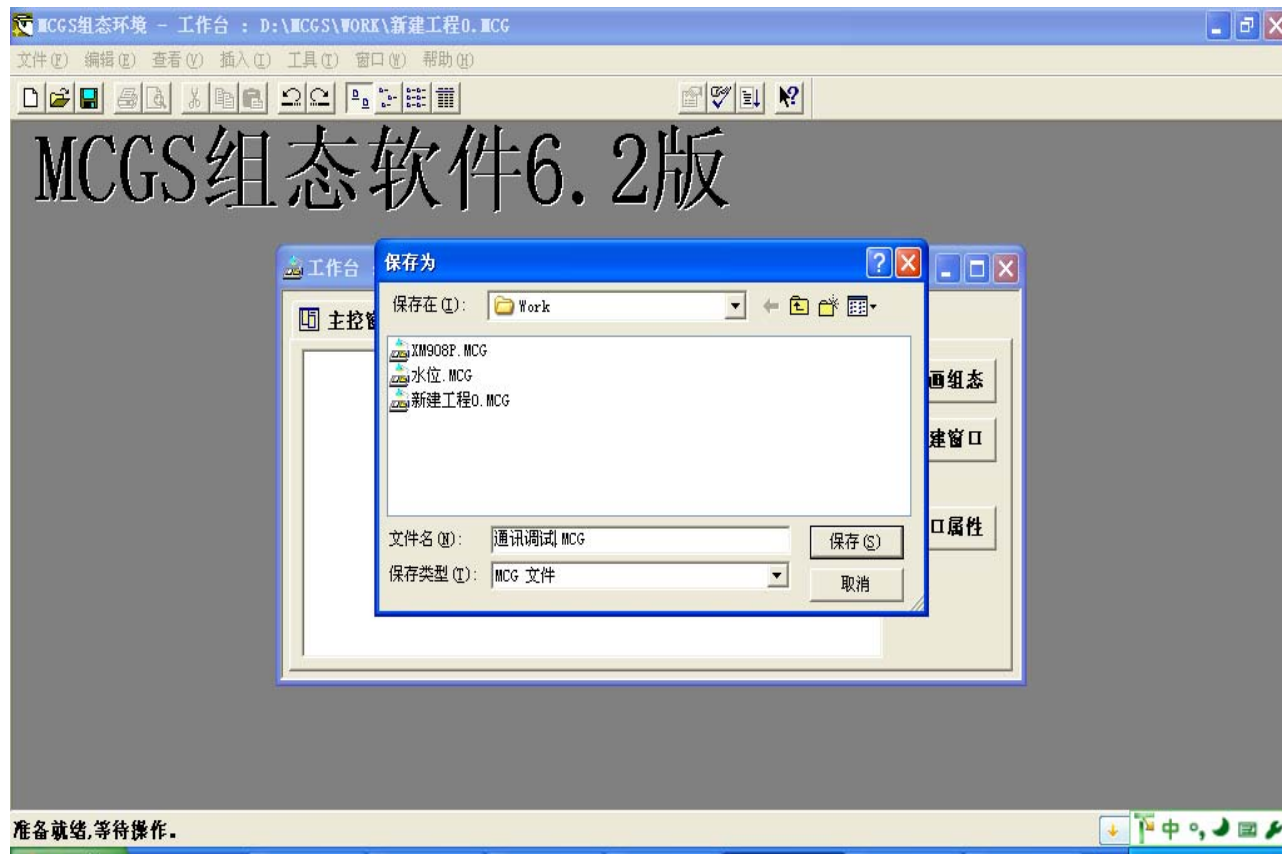 MCGS组态环境 - 工作台 : D:\MCGS\WORK\新建工程0.MCG
文件(F) 编辑(E) 查看(V) 插入(I) 工具(T) 窗口(W) 帮助(H)
MCGS组态软件6.2版
工作台
保存为
保存在(I): Work
主控窗
XM908P.MCG
水位.MCG
新建工程0.MCG
画组态
建窗口
口属性
文件名(N): 通讯调试.MCG
保存(S)
保存类型(T): MCG 文件
取消
准备就绪,等待操作。
中